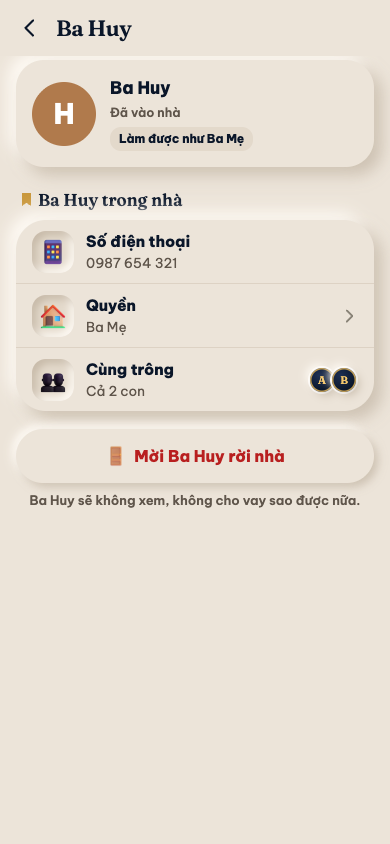 Ba Huy
H
Ba Huy
Đã vào nhà
Làm được như Ba Mẹ
Ba Huy trong nhà
Số điện thoại
0987 654 321
Quyền
Ba Mẹ
Cùng trông
Cả 2 con
A B
Mời Ba Huy rời nhà
Ba Huy sẽ không xem, không cho vay sao được nữa.